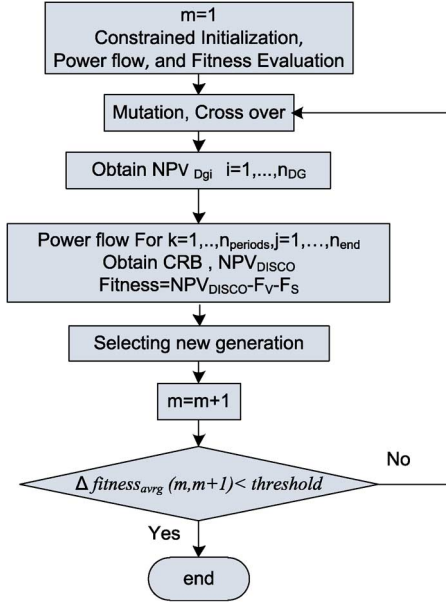 m=1
Constrained Initialization,
Power flow, and Fitness Evaluation
Mutation, Cross over
Obtain NPV Dgi i=1,...,nDG
Power flow For k=1,..,nperiods,j=1,...,nend
Obtain CRB , NPVDISCO
Fitness=NPVDISCO-FV-FS
Selecting new generation
m=m+1
Δ fitnessavrg (m,m+1)< threshold
No
Yes
end